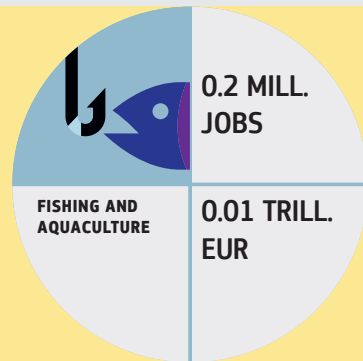 0.2 MILL.
JOBS
FISHING AND
AQUACULTURE
0.01 TRILL.
EUR